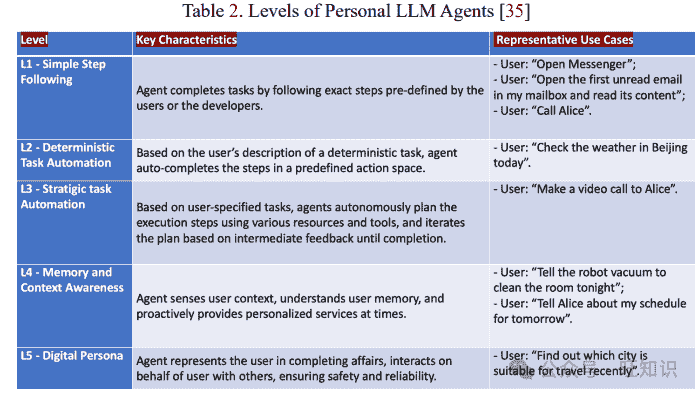 Table 2. Levels of Personal LLM Agents [35]
Level Key Characteristics Representative Use Cases
L1 - Simple Step
Following
Agent completes tasks by following exact steps pre-defined by the
users or the developers.
- User: “Open Messenger”;
- User: “Open the first unread email
in my mailbox and read its content”;
- User: “Call Alice”.
L2 - Deterministic
Task Automation
Based on the user’s description of a deterministic task, agent
auto-completes the steps in a predefined action space.
- User: “Check the weather in Beijing
today”.
L3 - Stratigic task
Automation
Based on user-specified tasks, agents autonomously plan the
execution steps using various resources and tools, and iterates
the plan based on intermediate feedback until completion.
- User: “Make a video call to Alice”.
L4 - Memory and
Context Awareness
Agent senses user context, understands user memory, and
proactively provides personalized services at times.
- User: “Tell the robot vacuum to
clean the room tonight”;
- User: “Tell Alice about my schedule
for tomorrow”.
L5 - Digital Persona
Agent represents the user in completing affairs, interacts on
behalf of user with others, ensuring safety and reliability.
- User: “Find out which city is
suitable for travel recently”.
公众号 · 旺知识